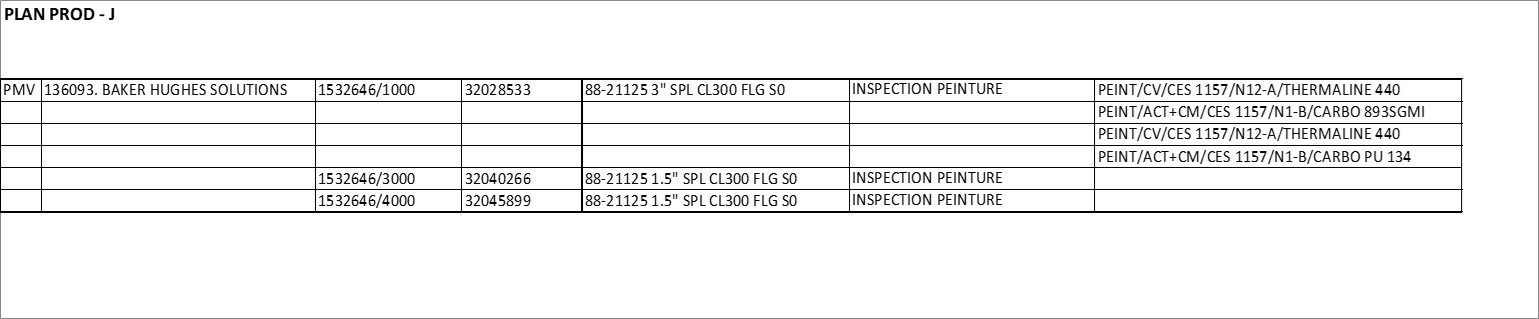 PLAN PROD - J
PMV 136093. BAKER HUGHES SOLUTIONS 1532646/1000 32028533 88-21125 3" SPL CL300 FLG S0 INSPECTION PEINTURE PEINT/CV/CES 1157/N12-A/THERMALINE 440
PEINT/ACT+CM/CES 1157/N1-B/CARBO 893SGMI
PEINT/CV/CES 1157/N12-A/THERMALINE 440
PEINT/ACT+CM/CES 1157/N1-B/CARBO PU 134
1532646/3000 32040266 88-21125 1.5" SPL CL300 FLG S0 INSPECTION PEINTURE
1532646/4000 32045899 88-21125 1.5" SPL CL300 FLG S0 INSPECTION PEINTURE